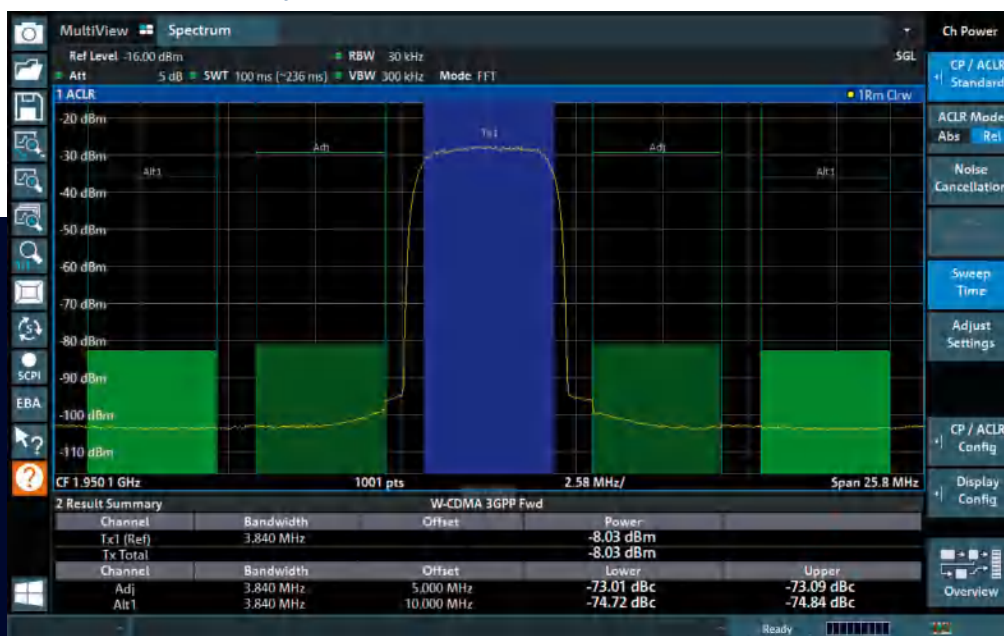 MultiView Spectrum
Ch Power
Ref Level -16.00 dBm RBW 30 kHz SGL
Att 5 dB SWT 100 ms (~236 ms) VBW 300 kHz Mode FFT
CP / ACLR
Standard
1 ACLR 1Rm Clrw
-20 dBm
ACLR Mode
Abs Rel
Tx1
Adj Adj
-30 dBm
Alt1 Alt1
Noise
Cancellation
-40 dBm
-50 dBm
-60 dBm
Sweep
Time
-70 dBm
Adjust
Settings
-80 dBm
SCPI
-90 dBm
EBA
-100 dBm
CP / ACLR
Config
-110 dBm
CF 1.950 1 GHz 1001 pts 2.58 MHz/ Span 25.8 MHz
Display
Config
2 Result Summary W-CDMA 3GPP Fwd
Channel Bandwidth Offset Power
Tx1 (Ref) 3.840 MHz -8.03 dBm
Tx Total -8.03 dBm
Channel Bandwidth Offset Lower Upper
Adj 3.840 MHz 5.000 MHz -73.01 dBc -73.09 dBc
Alt1 3.840 MHz 10.000 MHz -74.72 dBc -74.84 dBc
Overview
Ready